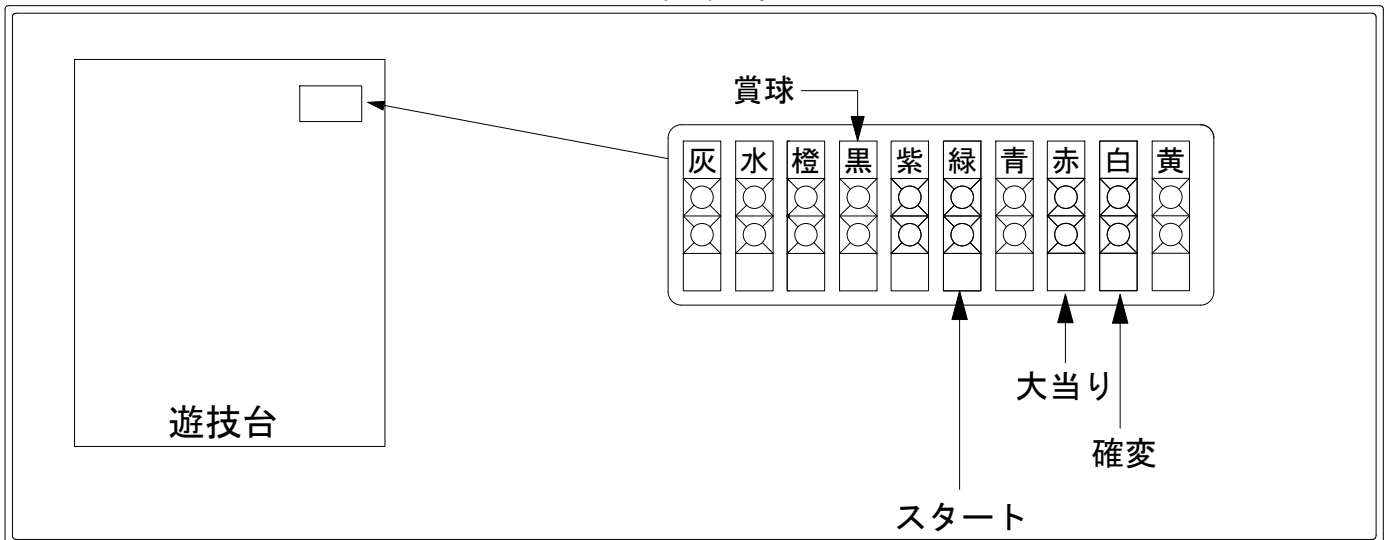 賞球
灰 水 橙 黒 紫 緑 青 赤 白 黄
大当り
遊技台
確変
スタート